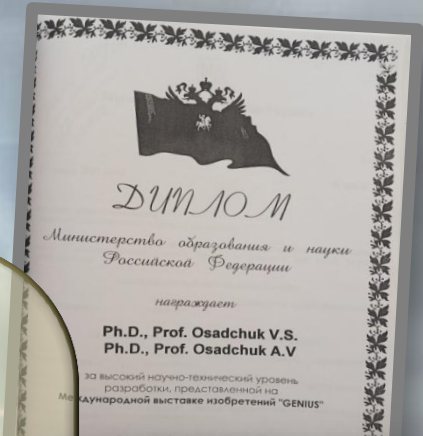 ДИПЛОМ
Министерство образования и науки
Российской Федерации
награждает
Ph.D., Prof. Osadchuk V.S.
Ph.D., Prof. Osadchuk A.V
за высокий научно-технический уровень
разработки, представленной на
Международной выставке изобретений "GENIUS"